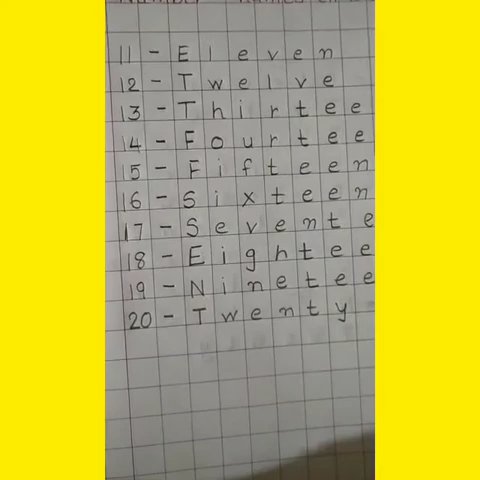 11 - Eleven
12 - Twelve
13 - Thirtee
14 - Fourtee
15 - Fifteen
16 - Sixteen
17 - Sevente
18 - Eightee
19 - Ninetee
20 - Twenty